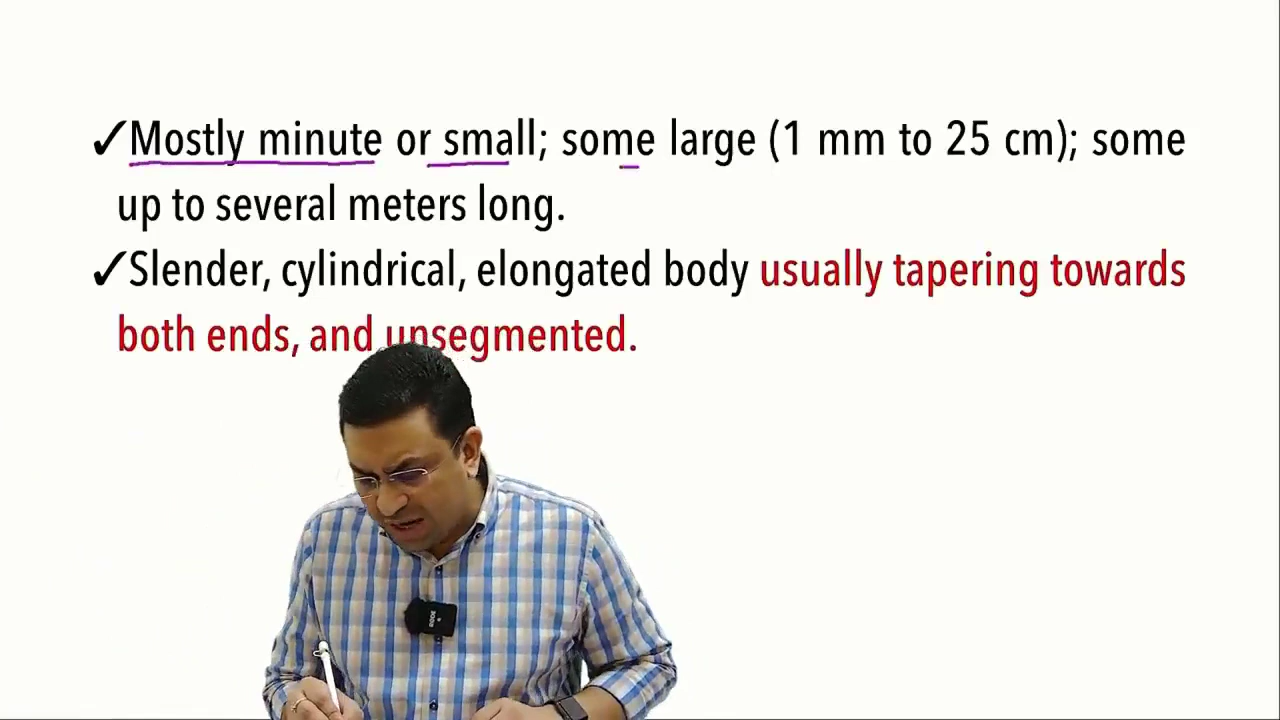 ✓Mostly minute or small; some large (1 mm to 25 cm); some
up to several meters long.
✓Slender, cylindrical, elongated body usually tapering towards
both ends, and unsegmented.